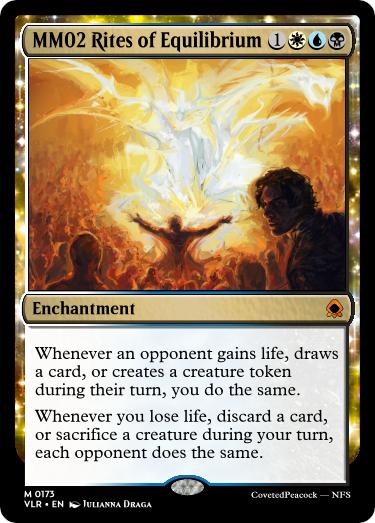 MM02 Rites of Equilibrium 1
Enchantment
Whenever an opponent gains life, draws
a card, or creates a creature token
during their turn, you do the same.
Whenever you lose life, discard a card,
or sacrifice a creature during your turn,
each opponent does the same.
M 0173
VLR • EN Julianna Draga
CovetedPeacock — NFS